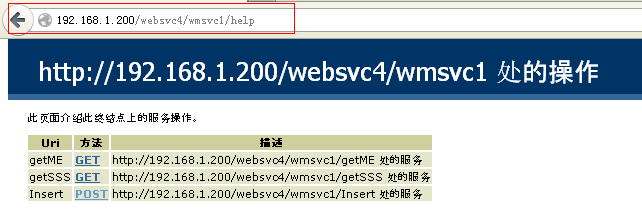 192.168.1.200/websvc4/wmsvc1/help
http://192.168.1.200/websvc4/wmsvc1 处的操作
此页面介绍此终结点上的服务操作。
Uri 方法 描述
getME GET http://192.168.1.200/websvc4/wmsvc1/getME 处的服务
getSSS GET http://192.168.1.200/websvc4/wmsvc1/getSSS 处的服务
Insert POST http://192.168.1.200/websvc4/wmsvc1/Insert 处的服务